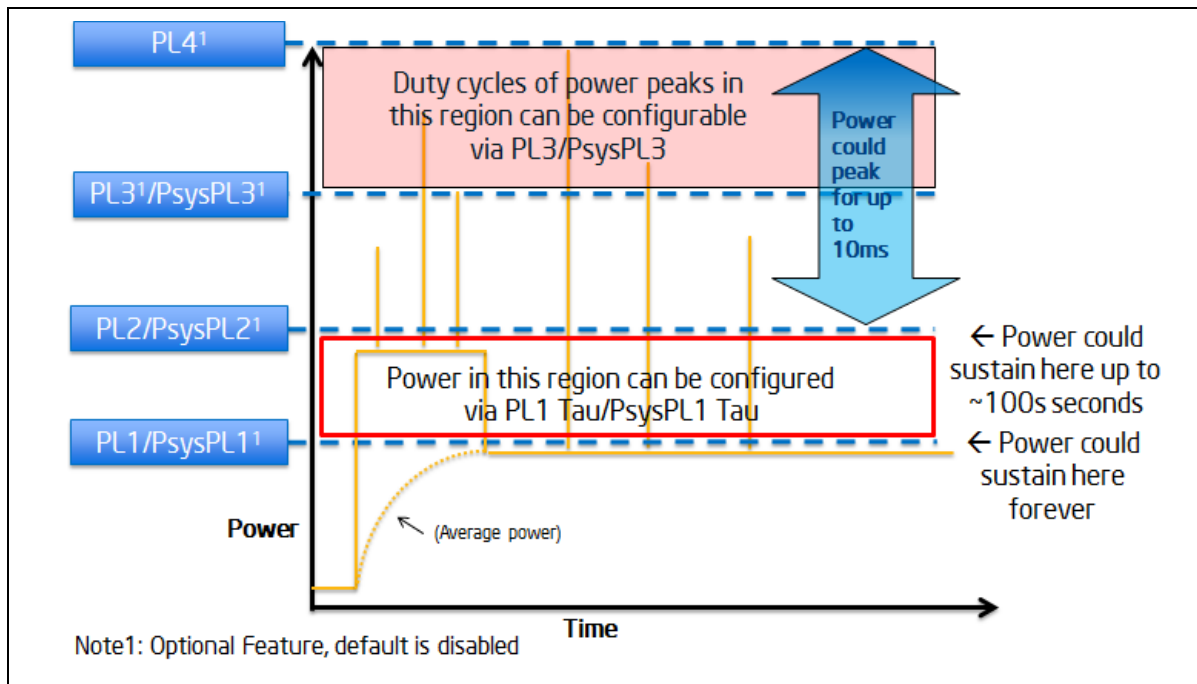 PL4¹
Duty cycles of power peaks in
this region can be configurable
via PL3/PsysPL3
Power
could
peak
for up
to
10ms
PL3¹/PsysPL3¹
PL2/PsysPL2¹
← Power could
sustain here up to
~100s seconds
Power in this region can be configured
via PL1 Tau/PsysPL1 Tau
PL1/PsysPL1¹
← Power could
sustain here
forever
Power
(Average power)
Time
Note1: Optional Feature, default is disabled